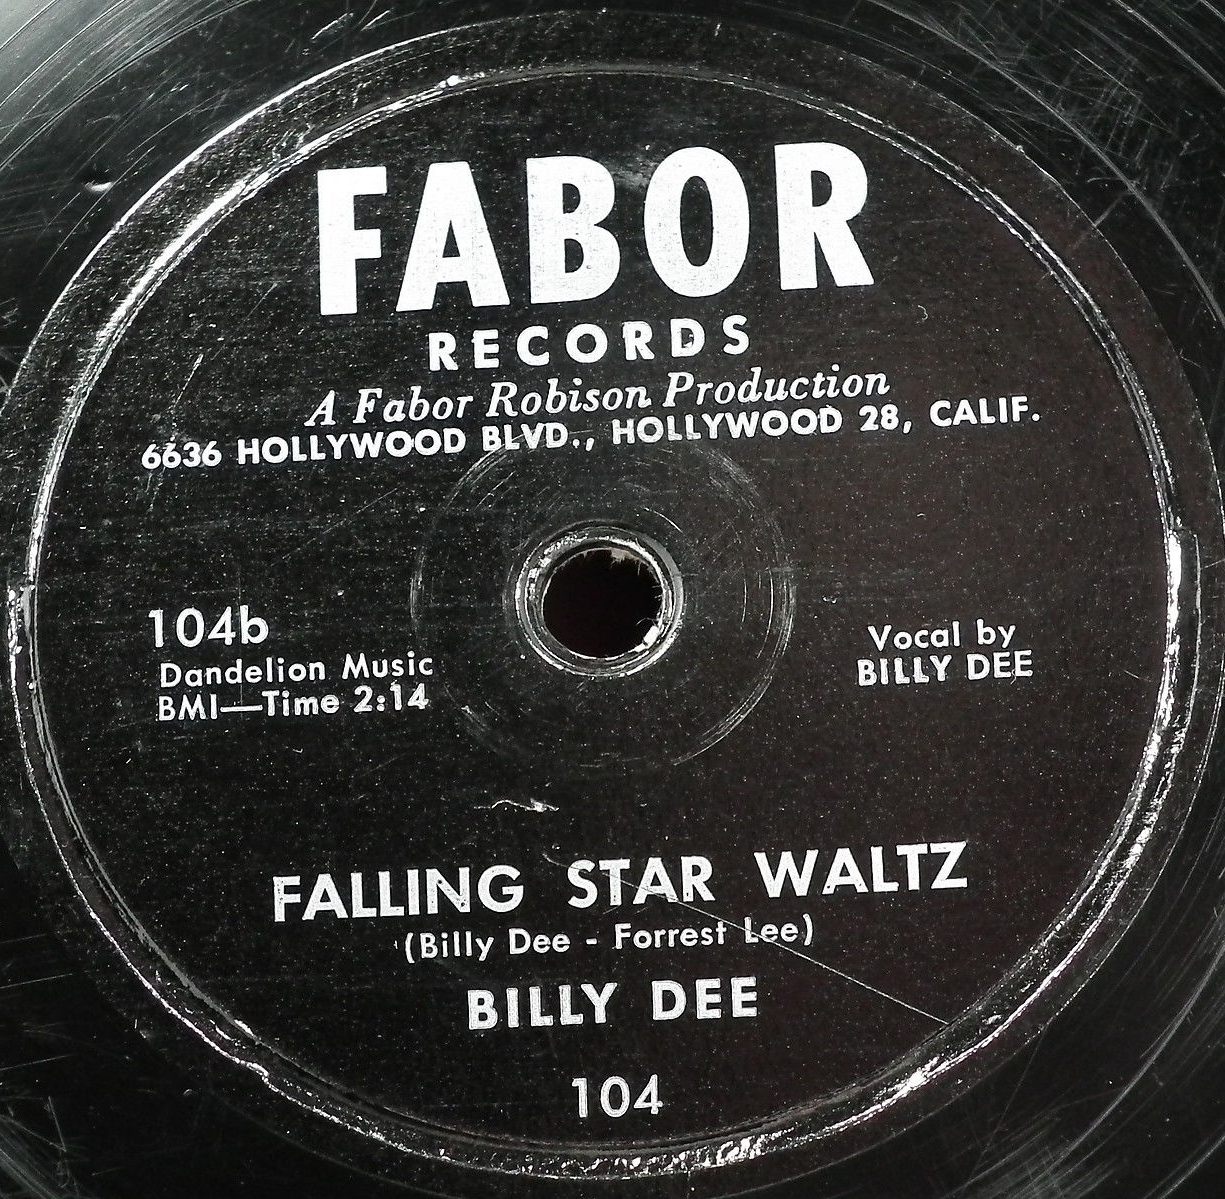 FABOR
RECORDS
A Fabor Robison Production
6636 HOLLYWOOD BLVD., HOLLYWOOD 28, CALIF.
104b
Dandelion Music
BMI—Time 2:14
Vocal by
BILLY DEE
FALLING STAR WALTZ
(Billy Dee - Forrest Lee)
BILLY DEE
104